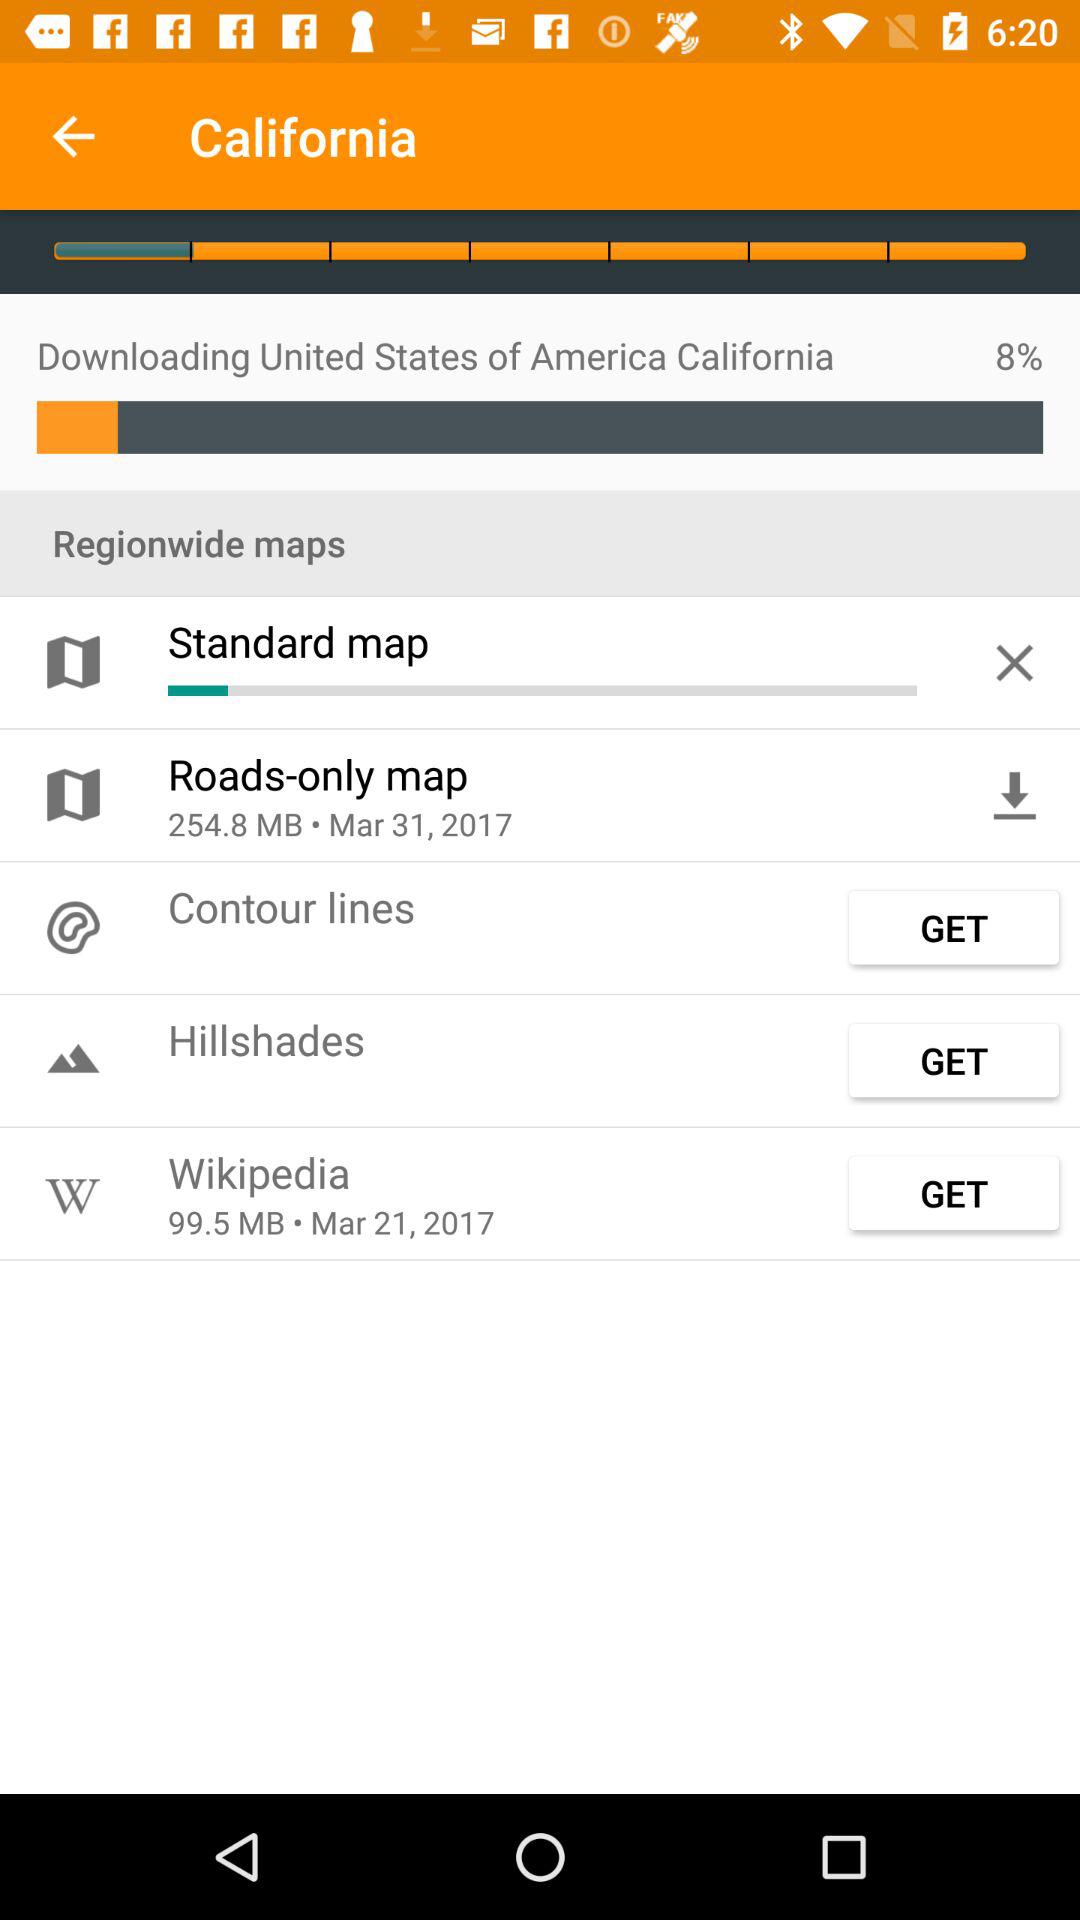 FAKE
6:20
California
Downloading United States of America California 8%
Regionwide maps
Standard map
Roads-only map
254.8 MB • Mar 31, 2017
Contour lines
GET
Hillshades
GET
Wikipedia
99.5 MB • Mar 21, 2017
GET